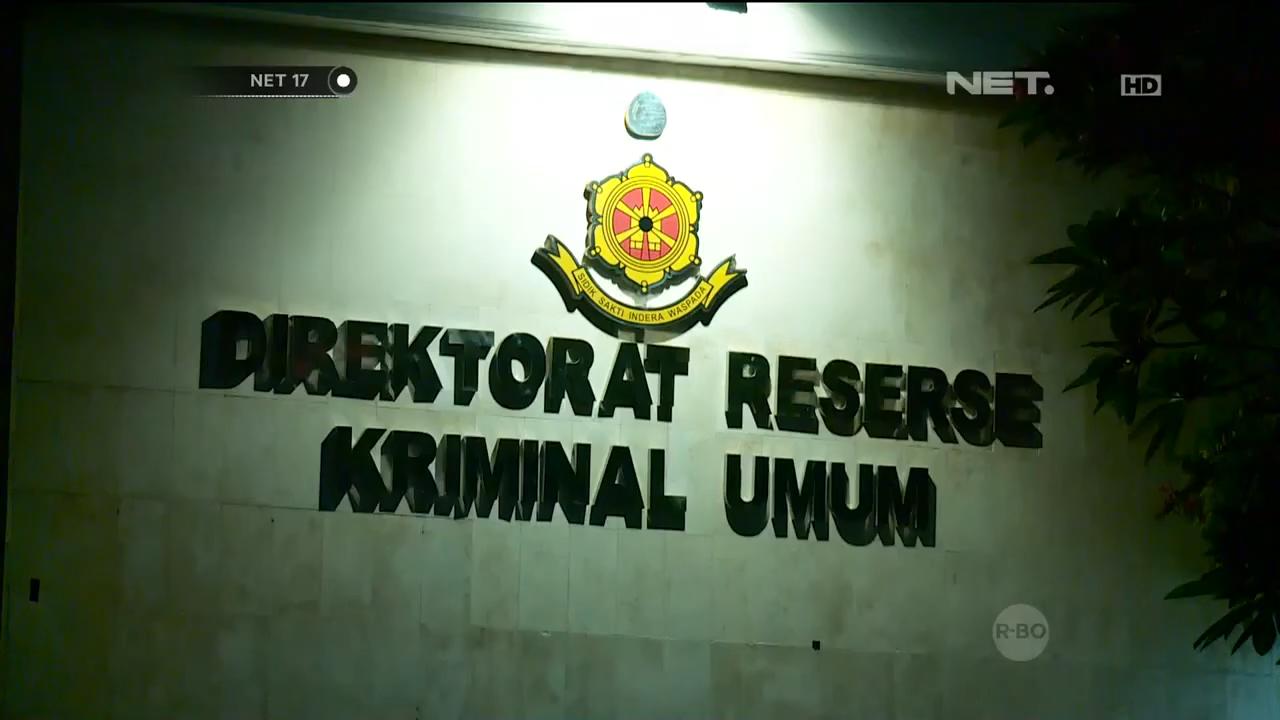 NET 17
NET.
HD
SIDIK SAKTI INDERA WASPADA
DIREKTORAT RESERSE
KRIMINAL UMUM
R-BO